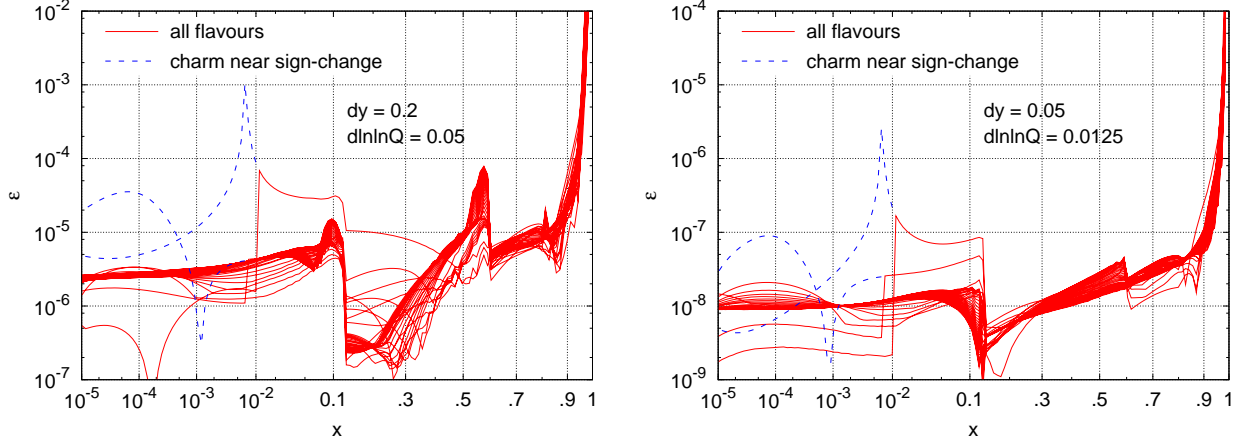 10⁻²
10⁻³
10⁻⁴
10⁻⁵
10⁻⁶
10⁻⁷
ε
all flavours
charm near sign-change
dy = 0.2
dlnlnQ = 0.05
10⁻⁵ 10⁻⁴ 10⁻³ 10⁻² 0.1 .3 .5 .7 .9 1
x
10⁻⁴
10⁻⁵
10⁻⁶
10⁻⁷
10⁻⁸
10⁻⁹
ε
all flavours
charm near sign-change
dy = 0.05
dlnlnQ = 0.0125
10⁻⁵ 10⁻⁴ 10⁻³ 10⁻² 0.1 .3 .5 .7 .9 1
x